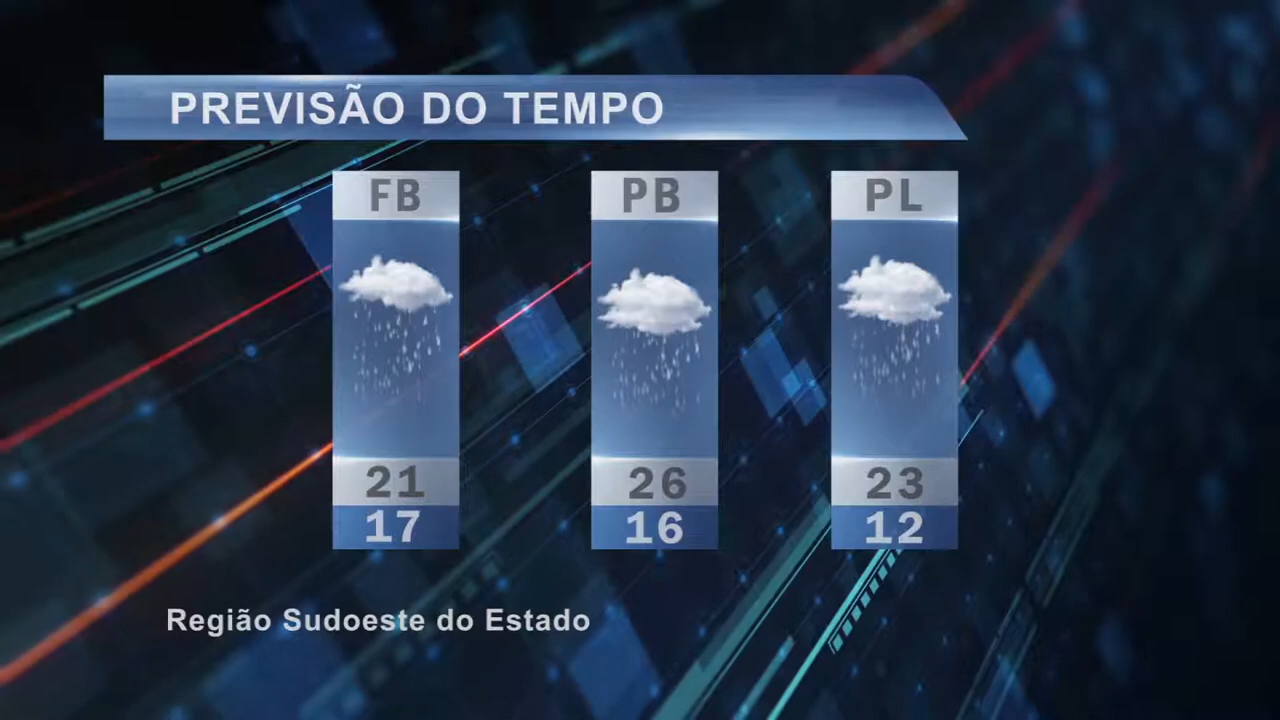 PREVISÃO DO TEMPO
FB PB PL
21 26 23
17 16 12
Região Sudoeste do Estado